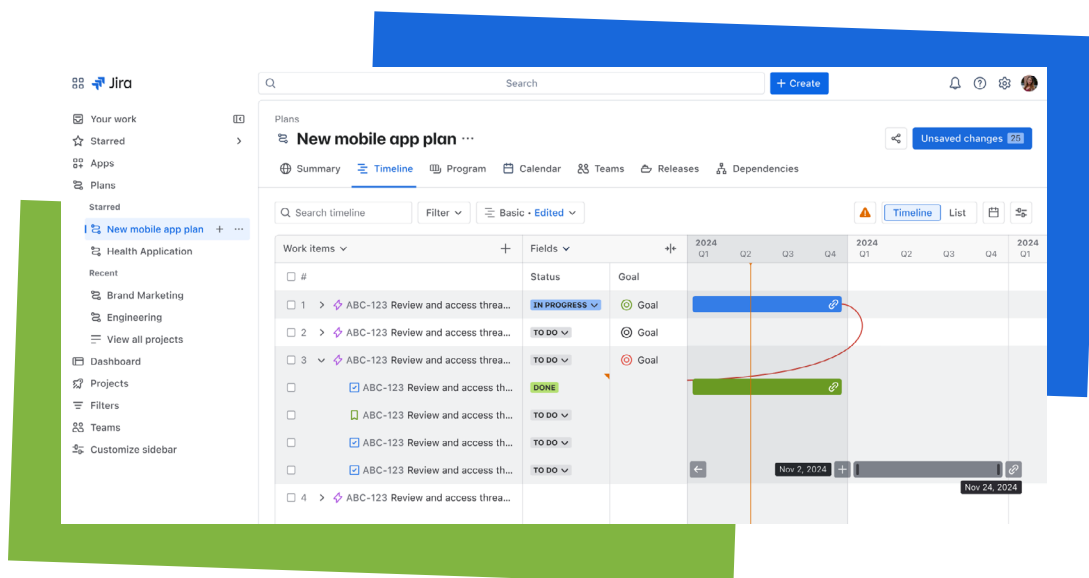 Jira
Search
+ Create
Your work
Starred
Apps
Plans
Starred
New mobile app plan
Health Application
Recent
Brand Marketing
Engineering
View all projects
Dashboard
Projects
Filters
Teams
Customize sidebar
Plans
New mobile app plan ...
Unsaved changes 25
Summary Timeline Program Calendar Teams Releases Dependencies
Search timeline Filter Basic • Edited Timeline List
Work items Fields 2024 2024 2024
Q1 Q2 Q3 Q4 Q1 Q2 Q3 Q4 Q1
# Status Goal
1 ABC-123 Review and access threa... IN PROGRESS Goal
2 ABC-123 Review and access threa... TO DO Goal
3 ABC-123 Review and access threa... TO DO Goal
ABC-123 Review and access th... DONE
ABC-123 Review and access th... TO DO
ABC-123 Review and access th... TO DO
ABC-123 Review and access th... TO DO Nov 2, 2024
Nov 24, 2024
4 ABC-123 Review and access threa...